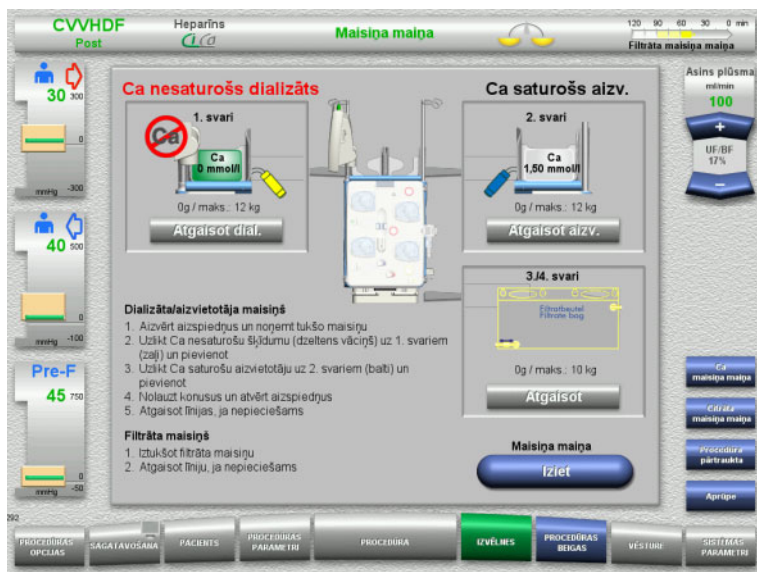 CVVHDF
Post
Heparīns
Ci Ca
Maisiņa maiņa
120 90 60 30 0 min
Filtrāta maisiņa maiņa
30 300
0
mmHg -300
40 500
0
mmHg -100
Pre-F
45 750
0
mmHg -50
Ca nesaturošs dializāts
1. svari
Ca
Ca
0 mmol/l
0g / maks.: 12 kg
Atgaisot dial.
Ca saturošs aizv.
2. svari
Ca
1,50 mmol/l
0g / maks.: 12 kg
Atgaisot aizv.
3./4. svari
Filtratbeutel
Filtrate bag
0g / maks.: 10 kg
Atgaisot
Dializāta/aizvietotāja maisiņš
1. Aizvērt aizspiedņus un noņemt tukšo maisiņu
2. Uzlikt Ca nesaturošu šķīdumu (dzeltens vāciņš) uz 1. svariem
(zaļi) un pievienot
3. Uzlikt Ca saturošu aizvietotāju uz 2. svariem (balti) un
pievienot
4. Nolauzt konusus un atvērt aizspiedņus
5. Atgaisot līnijas, ja nepieciešams
Filtrāta maisiņš
1. Iztukšot filtrāta maisiņu
2. Atgaisot līniju, ja nepieciešams
Maisiņa maiņa
Iziet
Asins plūsma
ml/min
100
+
UF/BF
17%
–
Ca
maisiņa maiņa
Citrāta
maisiņa maiņa
Procedūra
pārtraukta
Aprūpe
292
PROCEDŪRAS
OPCIJAS
SAGATAVOŠANA
PACIENTS
PROCEDŪRAS
PARAMETRI
PROCEDŪRA
IZVĒLNES
PROCEDŪRAS
BEIGAS
VĒSTURE
SISTĒMAS
PARAMETRI